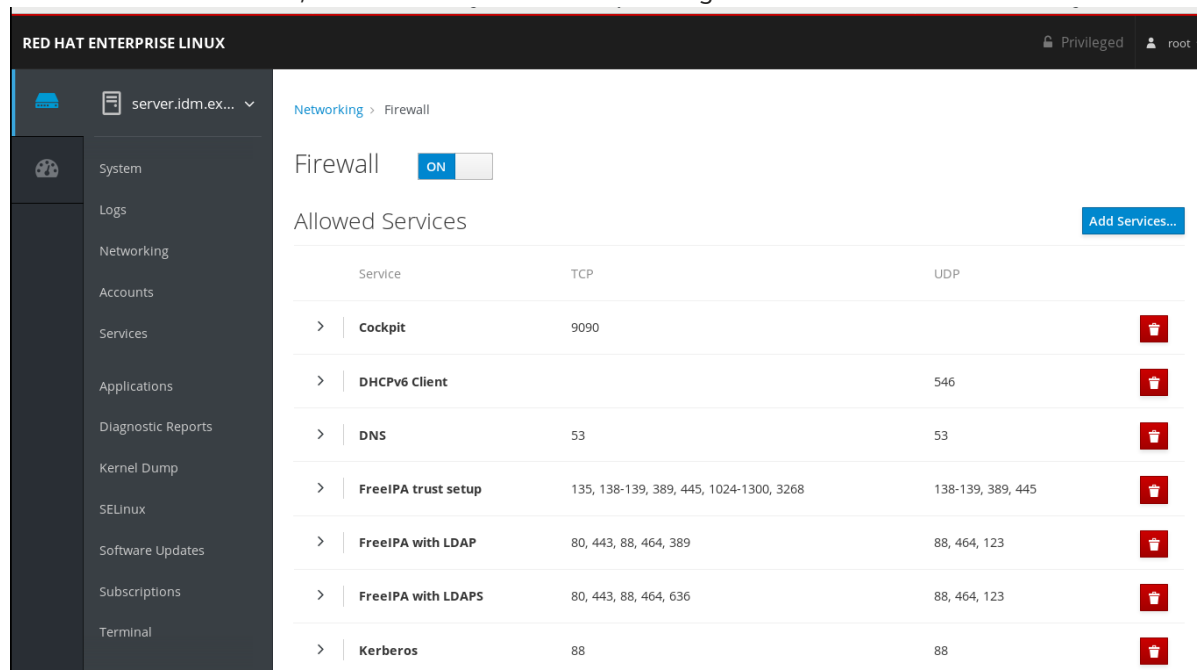 RED HAT ENTERPRISE LINUX
Privileged
root
server.idm.ex...
System
Logs
Networking
Accounts
Services
Applications
Diagnostic Reports
Kernel Dump
SELinux
Software Updates
Subscriptions
Terminal
Networking > Firewall
Firewall ON
Allowed Services
Add Services...
Service TCP UDP
Cockpit 9090
DHCPv6 Client 546
DNS 53 53
FreeIPA trust setup 135, 138-139, 389, 445, 1024-1300, 3268 138-139, 389, 445
FreeIPA with LDAP 80, 443, 88, 464, 389 88, 464, 123
FreeIPA with LDAPS 80, 443, 88, 464, 636 88, 464, 123
Kerberos 88 88